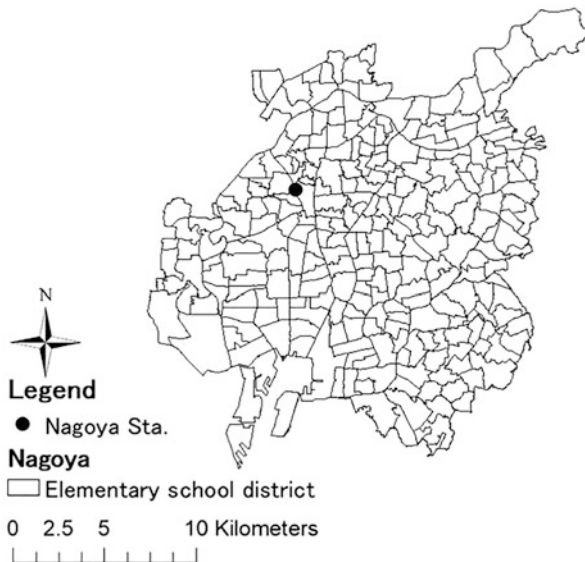 N
Legend
Nagoya Sta.
Nagoya
Elementary school district
0 2.5 5 10 Kilometers